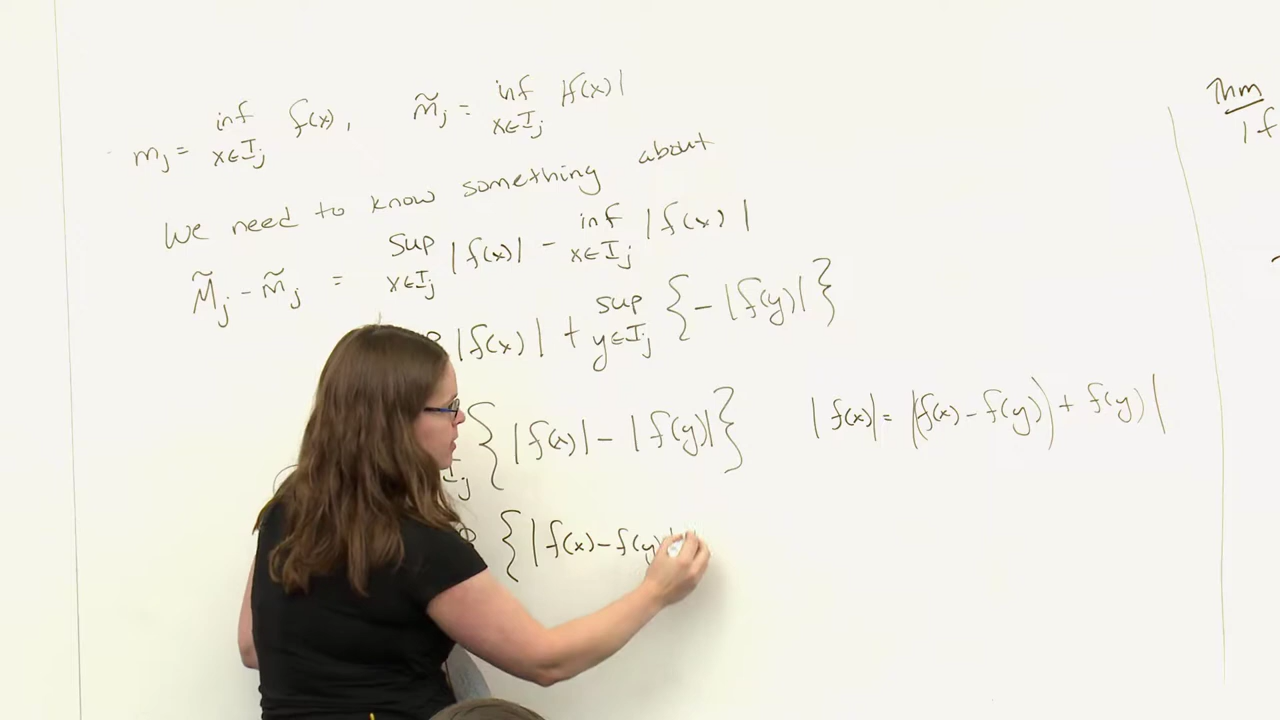 m_j = inf_{x∈I_j} f(x), m̃_j = inf_{x∈I_j} |f(x)|
We need to know something about
M̃_j - m̃_j = sup_{x∈I_j} |f(x)| - inf_{x∈I_j} |f(x)|
|f(x)| + sup_{y∈I_j} {-|f(y)|}
I_j {|f(x)| - |f(y)|}
{|f(x) - f(y)|
|f(x)| = |(f(x) - f(y)) + f(y)|
Thm
|f